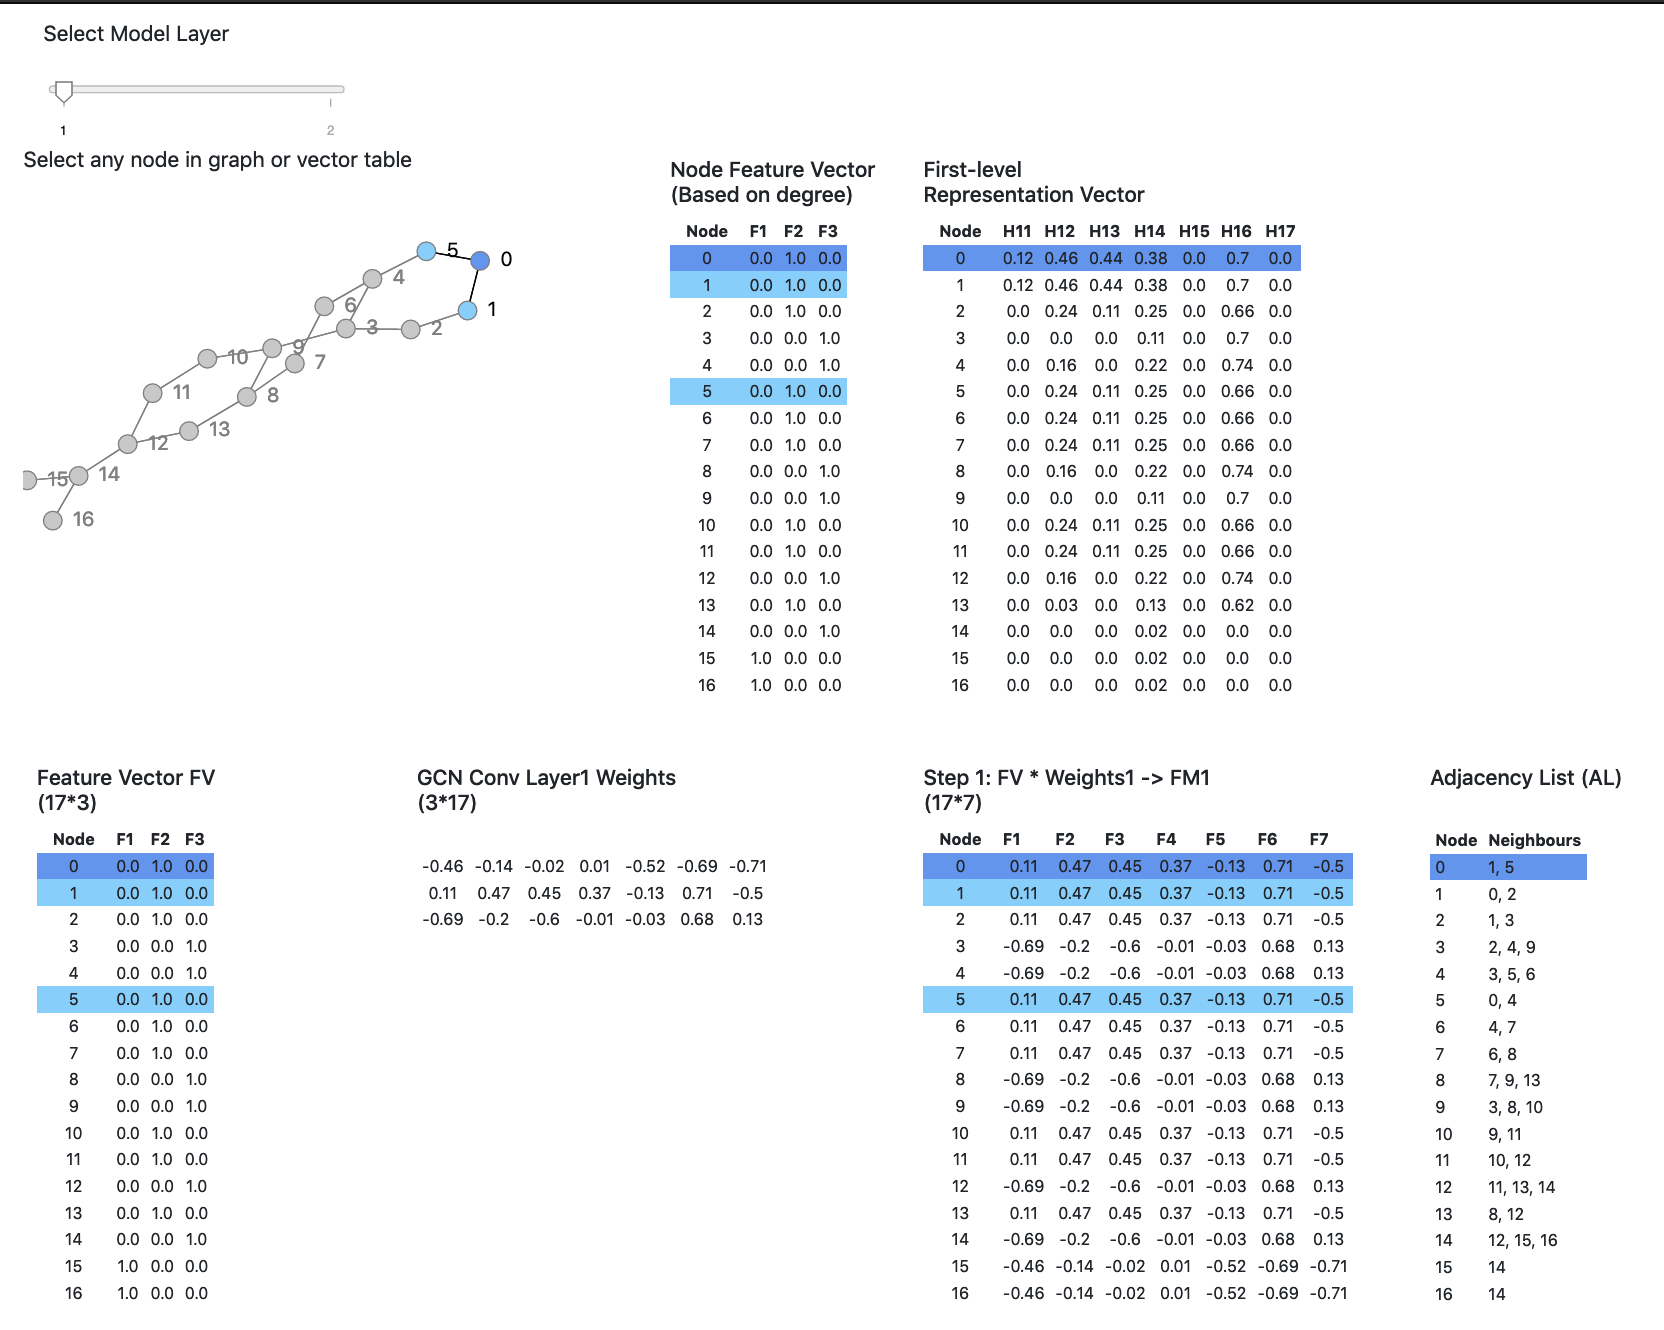 Select Model Layer
1
2
Select any node in graph or vector table
5
0
4
6
1
3
2
9
10
7
11
8
13
12
15
14
16
Node Feature Vector
(Based on degree)
Node F1 F2 F3
0 0.0 1.0 0.0
1 0.0 1.0 0.0
2 0.0 1.0 0.0
3 0.0 0.0 1.0
4 0.0 0.0 1.0
5 0.0 1.0 0.0
6 0.0 1.0 0.0
7 0.0 1.0 0.0
8 0.0 0.0 1.0
9 0.0 0.0 1.0
10 0.0 1.0 0.0
11 0.0 1.0 0.0
12 0.0 0.0 1.0
13 0.0 1.0 0.0
14 0.0 0.0 1.0
15 1.0 0.0 0.0
16 1.0 0.0 0.0
First-level
Representation Vector
Node H11 H12 H13 H14 H15 H16 H17
0 0.12 0.46 0.44 0.38 0.0 0.7 0.0
1 0.12 0.46 0.44 0.38 0.0 0.7 0.0
2 0.0 0.24 0.11 0.25 0.0 0.66 0.0
3 0.0 0.0 0.0 0.11 0.0 0.7 0.0
4 0.0 0.16 0.0 0.22 0.0 0.74 0.0
5 0.0 0.24 0.11 0.25 0.0 0.66 0.0
6 0.0 0.24 0.11 0.25 0.0 0.66 0.0
7 0.0 0.24 0.11 0.25 0.0 0.66 0.0
8 0.0 0.16 0.0 0.22 0.0 0.74 0.0
9 0.0 0.0 0.0 0.11 0.0 0.7 0.0
10 0.0 0.24 0.11 0.25 0.0 0.66 0.0
11 0.0 0.24 0.11 0.25 0.0 0.66 0.0
12 0.0 0.16 0.0 0.22 0.0 0.74 0.0
13 0.0 0.03 0.0 0.13 0.0 0.62 0.0
14 0.0 0.0 0.0 0.02 0.0 0.0 0.0
15 0.0 0.0 0.0 0.02 0.0 0.0 0.0
16 0.0 0.0 0.0 0.02 0.0 0.0 0.0
Feature Vector FV
(17*3)
Node F1 F2 F3
0 0.0 1.0 0.0
1 0.0 1.0 0.0
2 0.0 1.0 0.0
3 0.0 0.0 1.0
4 0.0 0.0 1.0
5 0.0 1.0 0.0
6 0.0 1.0 0.0
7 0.0 1.0 0.0
8 0.0 0.0 1.0
9 0.0 0.0 1.0
10 0.0 1.0 0.0
11 0.0 1.0 0.0
12 0.0 0.0 1.0
13 0.0 1.0 0.0
14 0.0 0.0 1.0
15 1.0 0.0 0.0
16 1.0 0.0 0.0
GCN Conv Layer1 Weights
(3*17)
-0.46 -0.14 -0.02 0.01 -0.52 -0.69 -0.71
0.11 0.47 0.45 0.37 -0.13 0.71 -0.5
-0.69 -0.2 -0.6 -0.01 -0.03 0.68 0.13
Step 1: FV * Weights1 -> FM1
(17*7)
Node F1 F2 F3 F4 F5 F6 F7
0 0.11 0.47 0.45 0.37 -0.13 0.71 -0.5
1 0.11 0.47 0.45 0.37 -0.13 0.71 -0.5
2 0.11 0.47 0.45 0.37 -0.13 0.71 -0.5
3 -0.69 -0.2 -0.6 -0.01 -0.03 0.68 0.13
4 -0.69 -0.2 -0.6 -0.01 -0.03 0.68 0.13
5 0.11 0.47 0.45 0.37 -0.13 0.71 -0.5
6 0.11 0.47 0.45 0.37 -0.13 0.71 -0.5
7 0.11 0.47 0.45 0.37 -0.13 0.71 -0.5
8 -0.69 -0.2 -0.6 -0.01 -0.03 0.68 0.13
9 -0.69 -0.2 -0.6 -0.01 -0.03 0.68 0.13
10 0.11 0.47 0.45 0.37 -0.13 0.71 -0.5
11 0.11 0.47 0.45 0.37 -0.13 0.71 -0.5
12 -0.69 -0.2 -0.6 -0.01 -0.03 0.68 0.13
13 0.11 0.47 0.45 0.37 -0.13 0.71 -0.5
14 -0.69 -0.2 -0.6 -0.01 -0.03 0.68 0.13
15 -0.46 -0.14 -0.02 0.01 -0.52 -0.69 -0.71
16 -0.46 -0.14 -0.02 0.01 -0.52 -0.69 -0.71
Adjacency List (AL)
Node Neighbours
0 1, 5
1 0, 2
2 1, 3
3 2, 4, 9
4 3, 5, 6
5 0, 4
6 4, 7
7 6, 8
8 7, 9, 13
9 3, 8, 10
10 9, 11
11 10, 12
12 11, 13, 14
13 8, 12
14 12, 15, 16
15 14
16 14